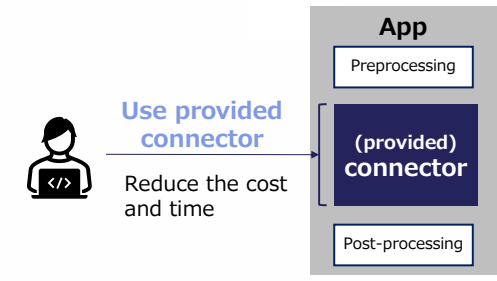 App
Preprocessing
Use provided
connector
(provided)
connector
</>
Reduce the cost
and time
Post-processing